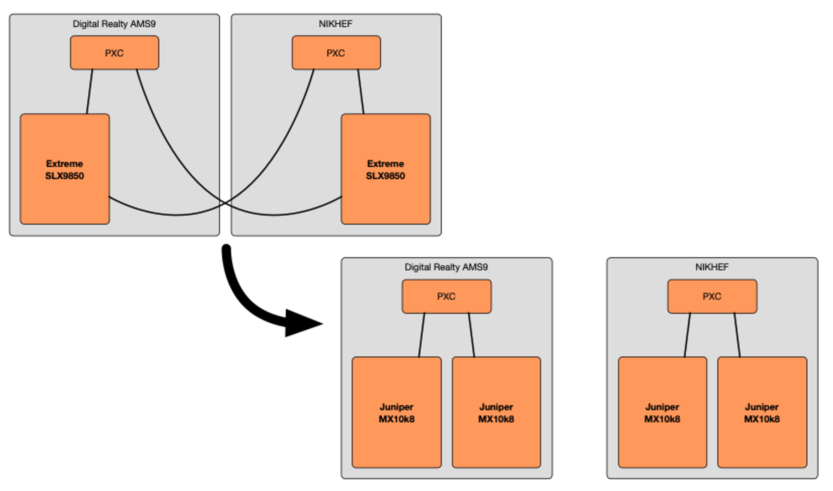 Digital Realty AMS9
PXC
Extreme
SLX9850
NIKHEF
PXC
Extreme
SLX9850
Digital Realty AMS9
PXC
Juniper
MX10k8
Juniper
MX10k8
NIKHEF
PXC
Juniper
MX10k8
Juniper
MX10k8